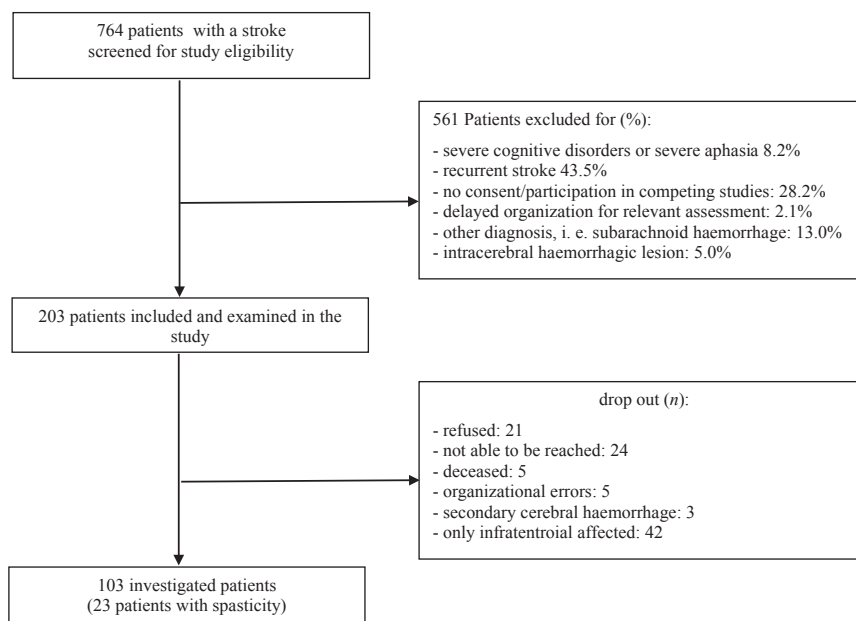 764 patients with a stroke
screened for study eligibility
561 Patients excluded for (%):
- severe cognitive disorders or severe aphasia 8.2%
- recurrent stroke 43.5%
- no consent/participation in competing studies: 28.2%
- delayed organization for relevant assessment: 2.1%
- other diagnosis, i. e. subarachnoid haemorrhage: 13.0%
- intracerebral haemorrhagic lesion: 5.0%
203 patients included and examined in the
study
drop out (n):
- refused: 21
- not able to be reached: 24
- deceased: 5
- organizational errors: 5
- secondary cerebral haemorrhage: 3
- only infratentroial affected: 42
103 investigated patients
(23 patients with spasticity)